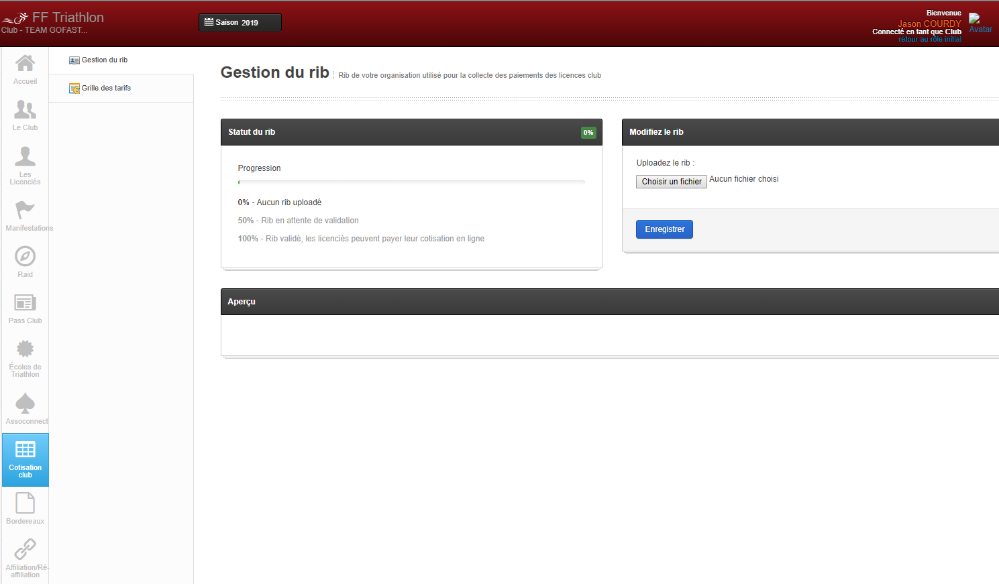 FF Triathlon
Club - TEAM GOFAST...
Saison 2019
Bienvenue
Jason COURDY
Connecté en tant que Club
retour au rôle initial
Avatar
Accueil
Le Club
Les
Licenciés
Manifestations
Raid
Pass Club
Écoles de
Triathlon
Assoconnect
Cotisation
club
Bordereaux
Affiliation/Ré-
affiliation
Gestion du rib
Grille des tarifs
Gestion du rib
Rib de votre organisation utilisé pour la collecte des paiements des licences club
Statut du rib
0%
Progression
0% - Aucun rib uploadé
50% - Rib en attente de validation
100% - Rib validé, les licenciés peuvent payer leur cotisation en ligne
Modifiez le rib
Uploadez le rib :
Choisir un fichier Aucun fichier choisi
Enregistrer
Aperçu